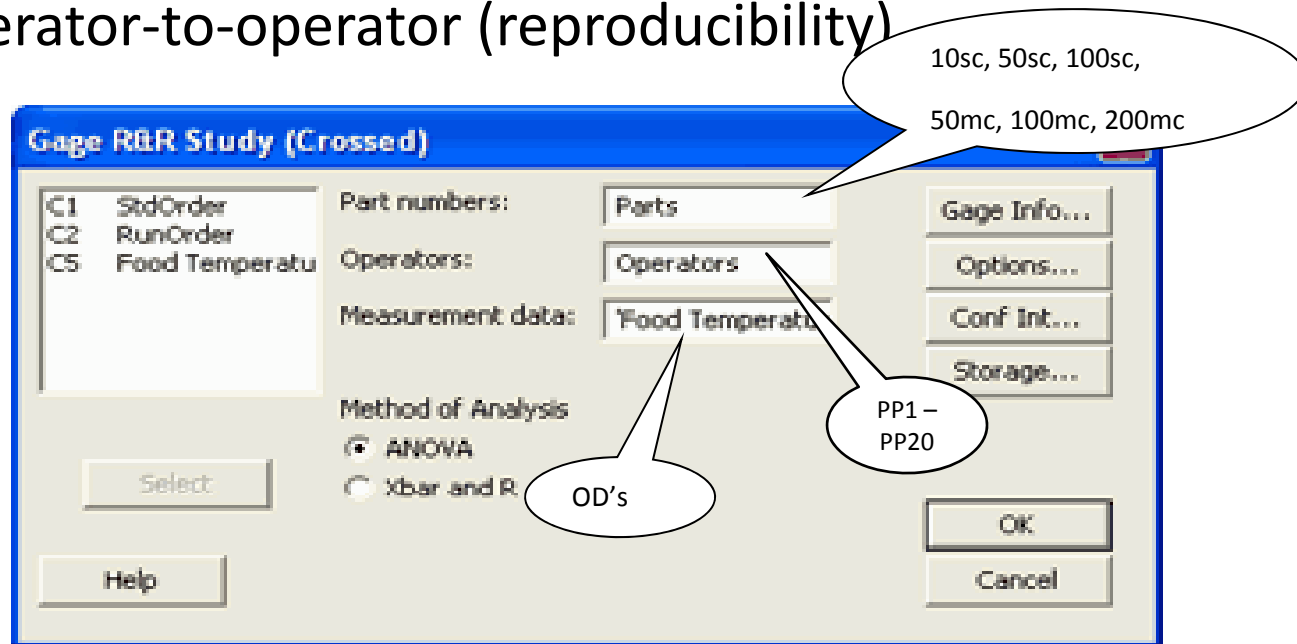 erator-to-operator (reproducibility)
10sc, 50sc, 100sc,
50mc, 100mc, 200mc
Gage R&R Study (Crossed)
C1 StdOrder
C2 RunOrder
C5 Food Temperatu
Part numbers: Parts
Operators: Operators
Measurement data: 'Food Temperatu
Method of Analysis
ANOVA
Xbar and R
Gage Info...
Options...
Conf Int...
Storage...
PP1 –
PP20
OD's
Select
Help
OK
Cancel